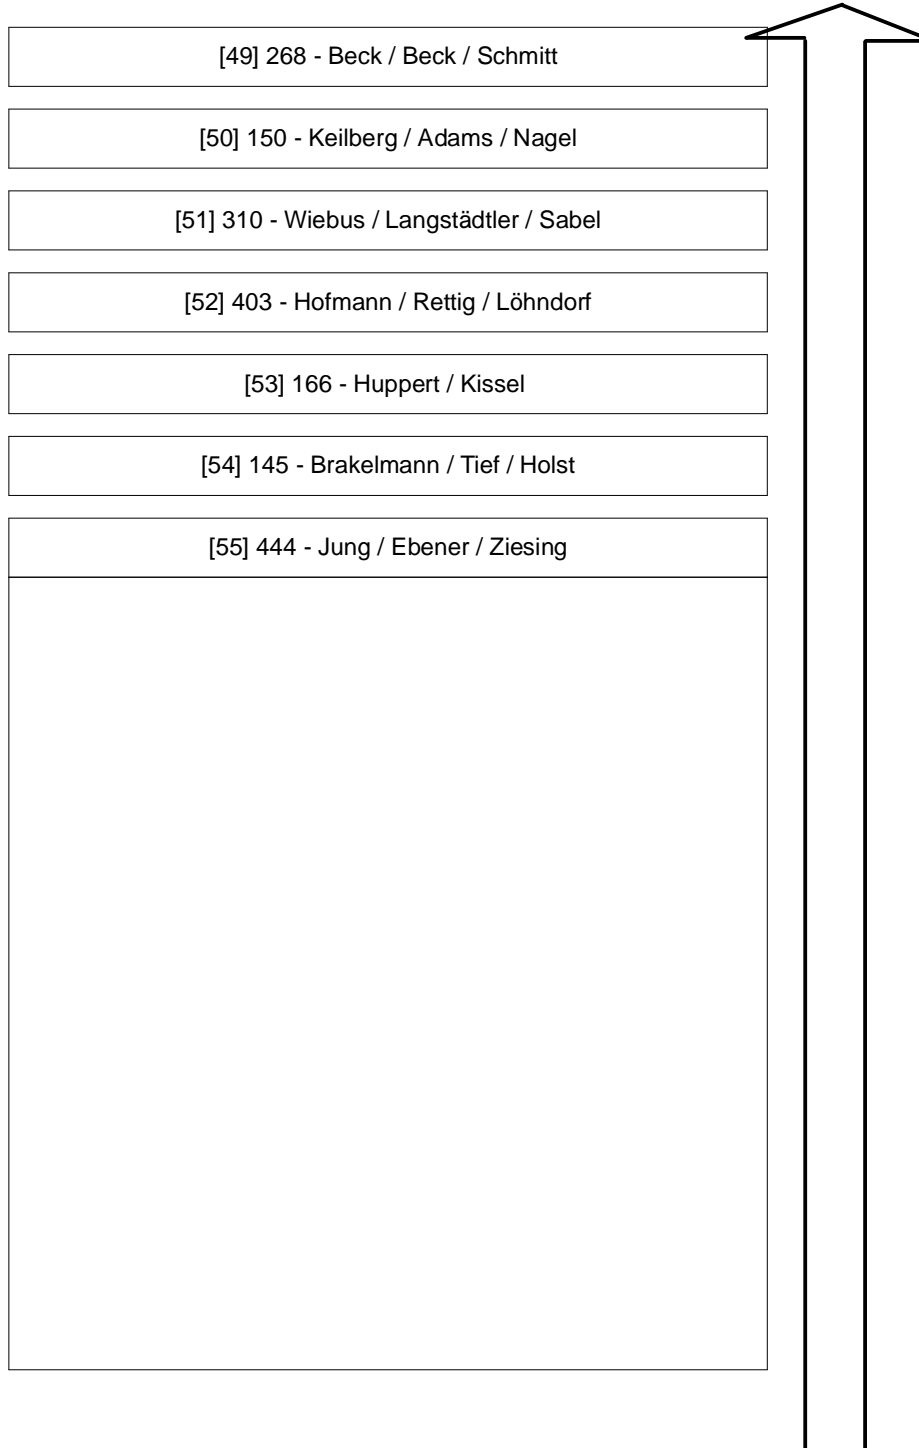 [49] 268 - Beck / Beck / Schmitt
[50] 150 - Keilberg / Adams / Nagel
[51] 310 - Wiebus / Langstädtler / Sabel
[52] 403 - Hofmann / Rettig / Löhndorf
[53] 166 - Huppert / Kissel
[54] 145 - Brakelmann / Tief / Holst
[55] 444 - Jung / Ebener / Ziesing